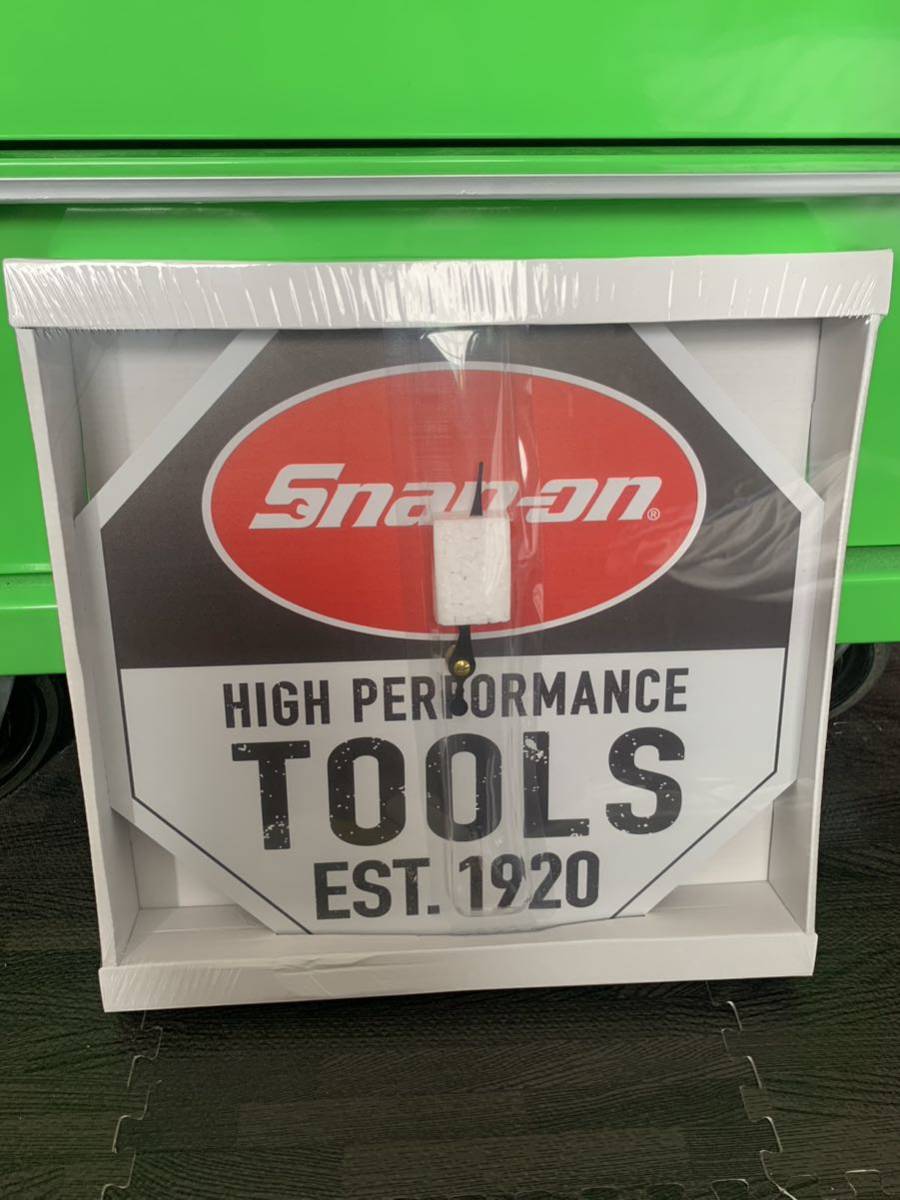 Snap-on®
HIGH PERFORMANCE
TOOLS
EST. 1920